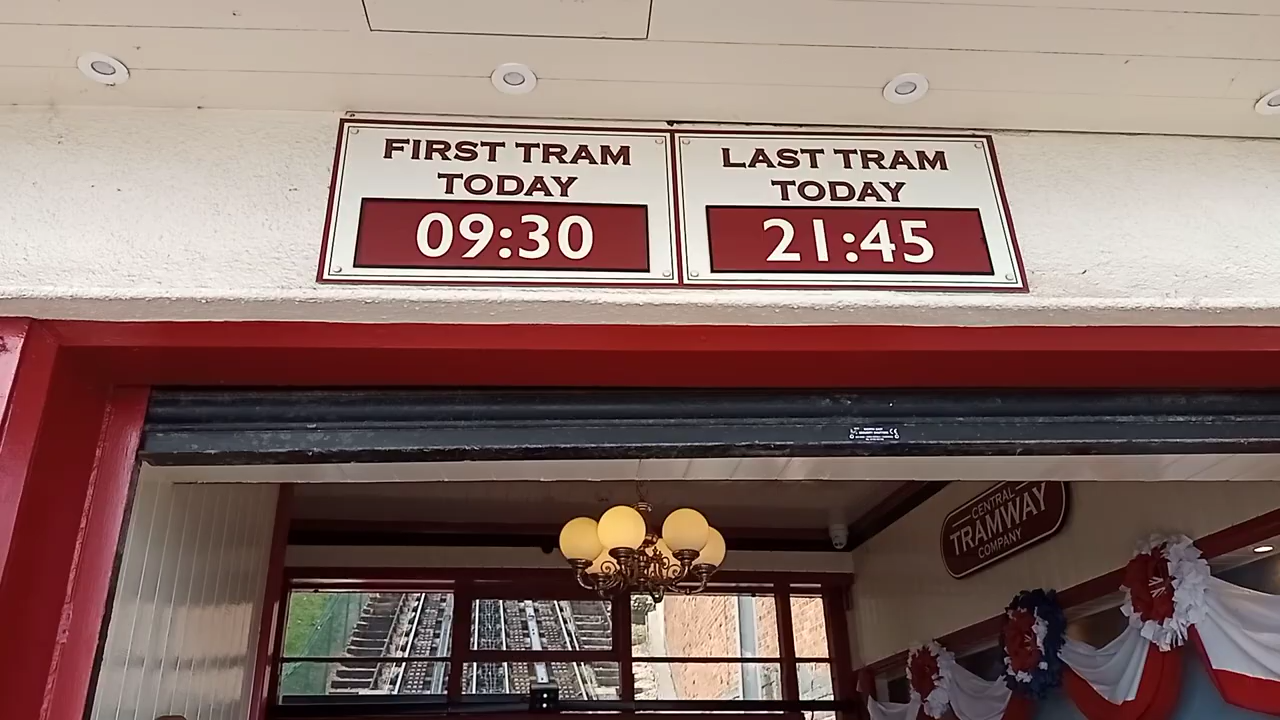 FIRST TRAM
TODAY
09:30
LAST TRAM
TODAY
21:45
CENTRAL
TRAMWAY
COMPANY